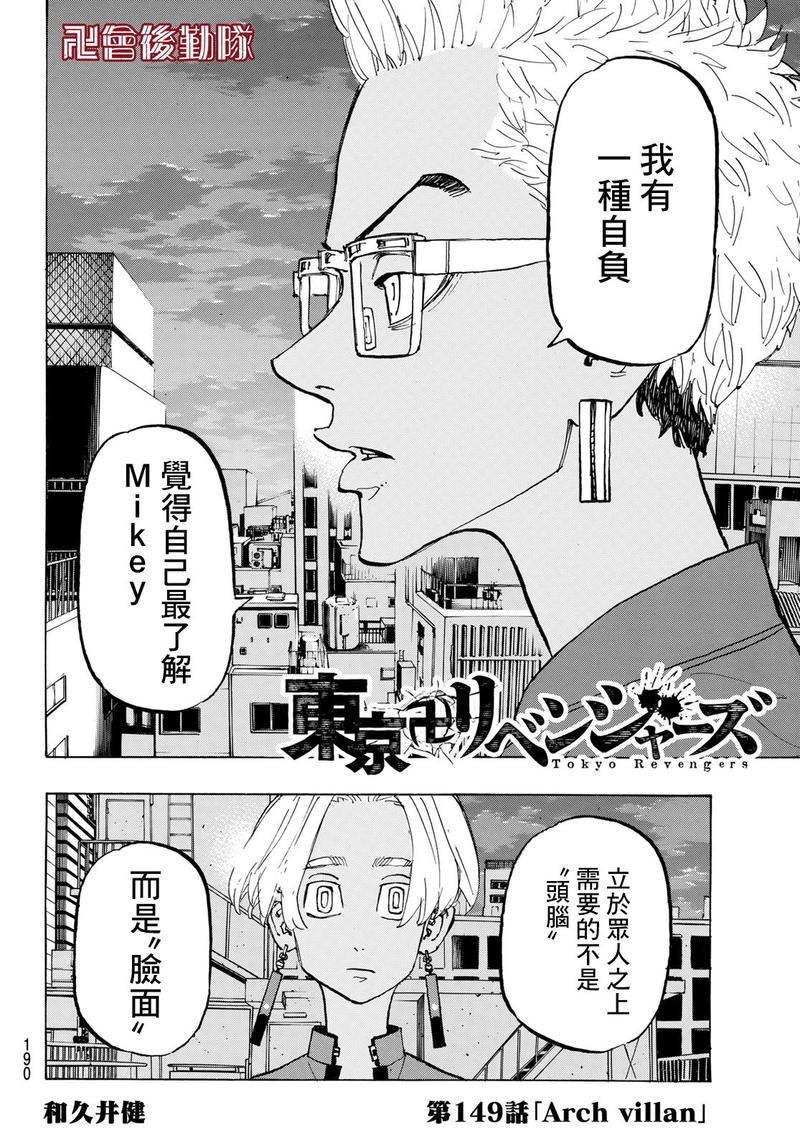 卍會後勤隊
我有
一種自負
覺得自己最了解
Mikey
東京卍リベンジャーズ
Tokyo Revengers
立於眾人之上
需要的不是
〝頭腦〞
而是〝臉面〞
190
和久井健
第149話「Arch villan」